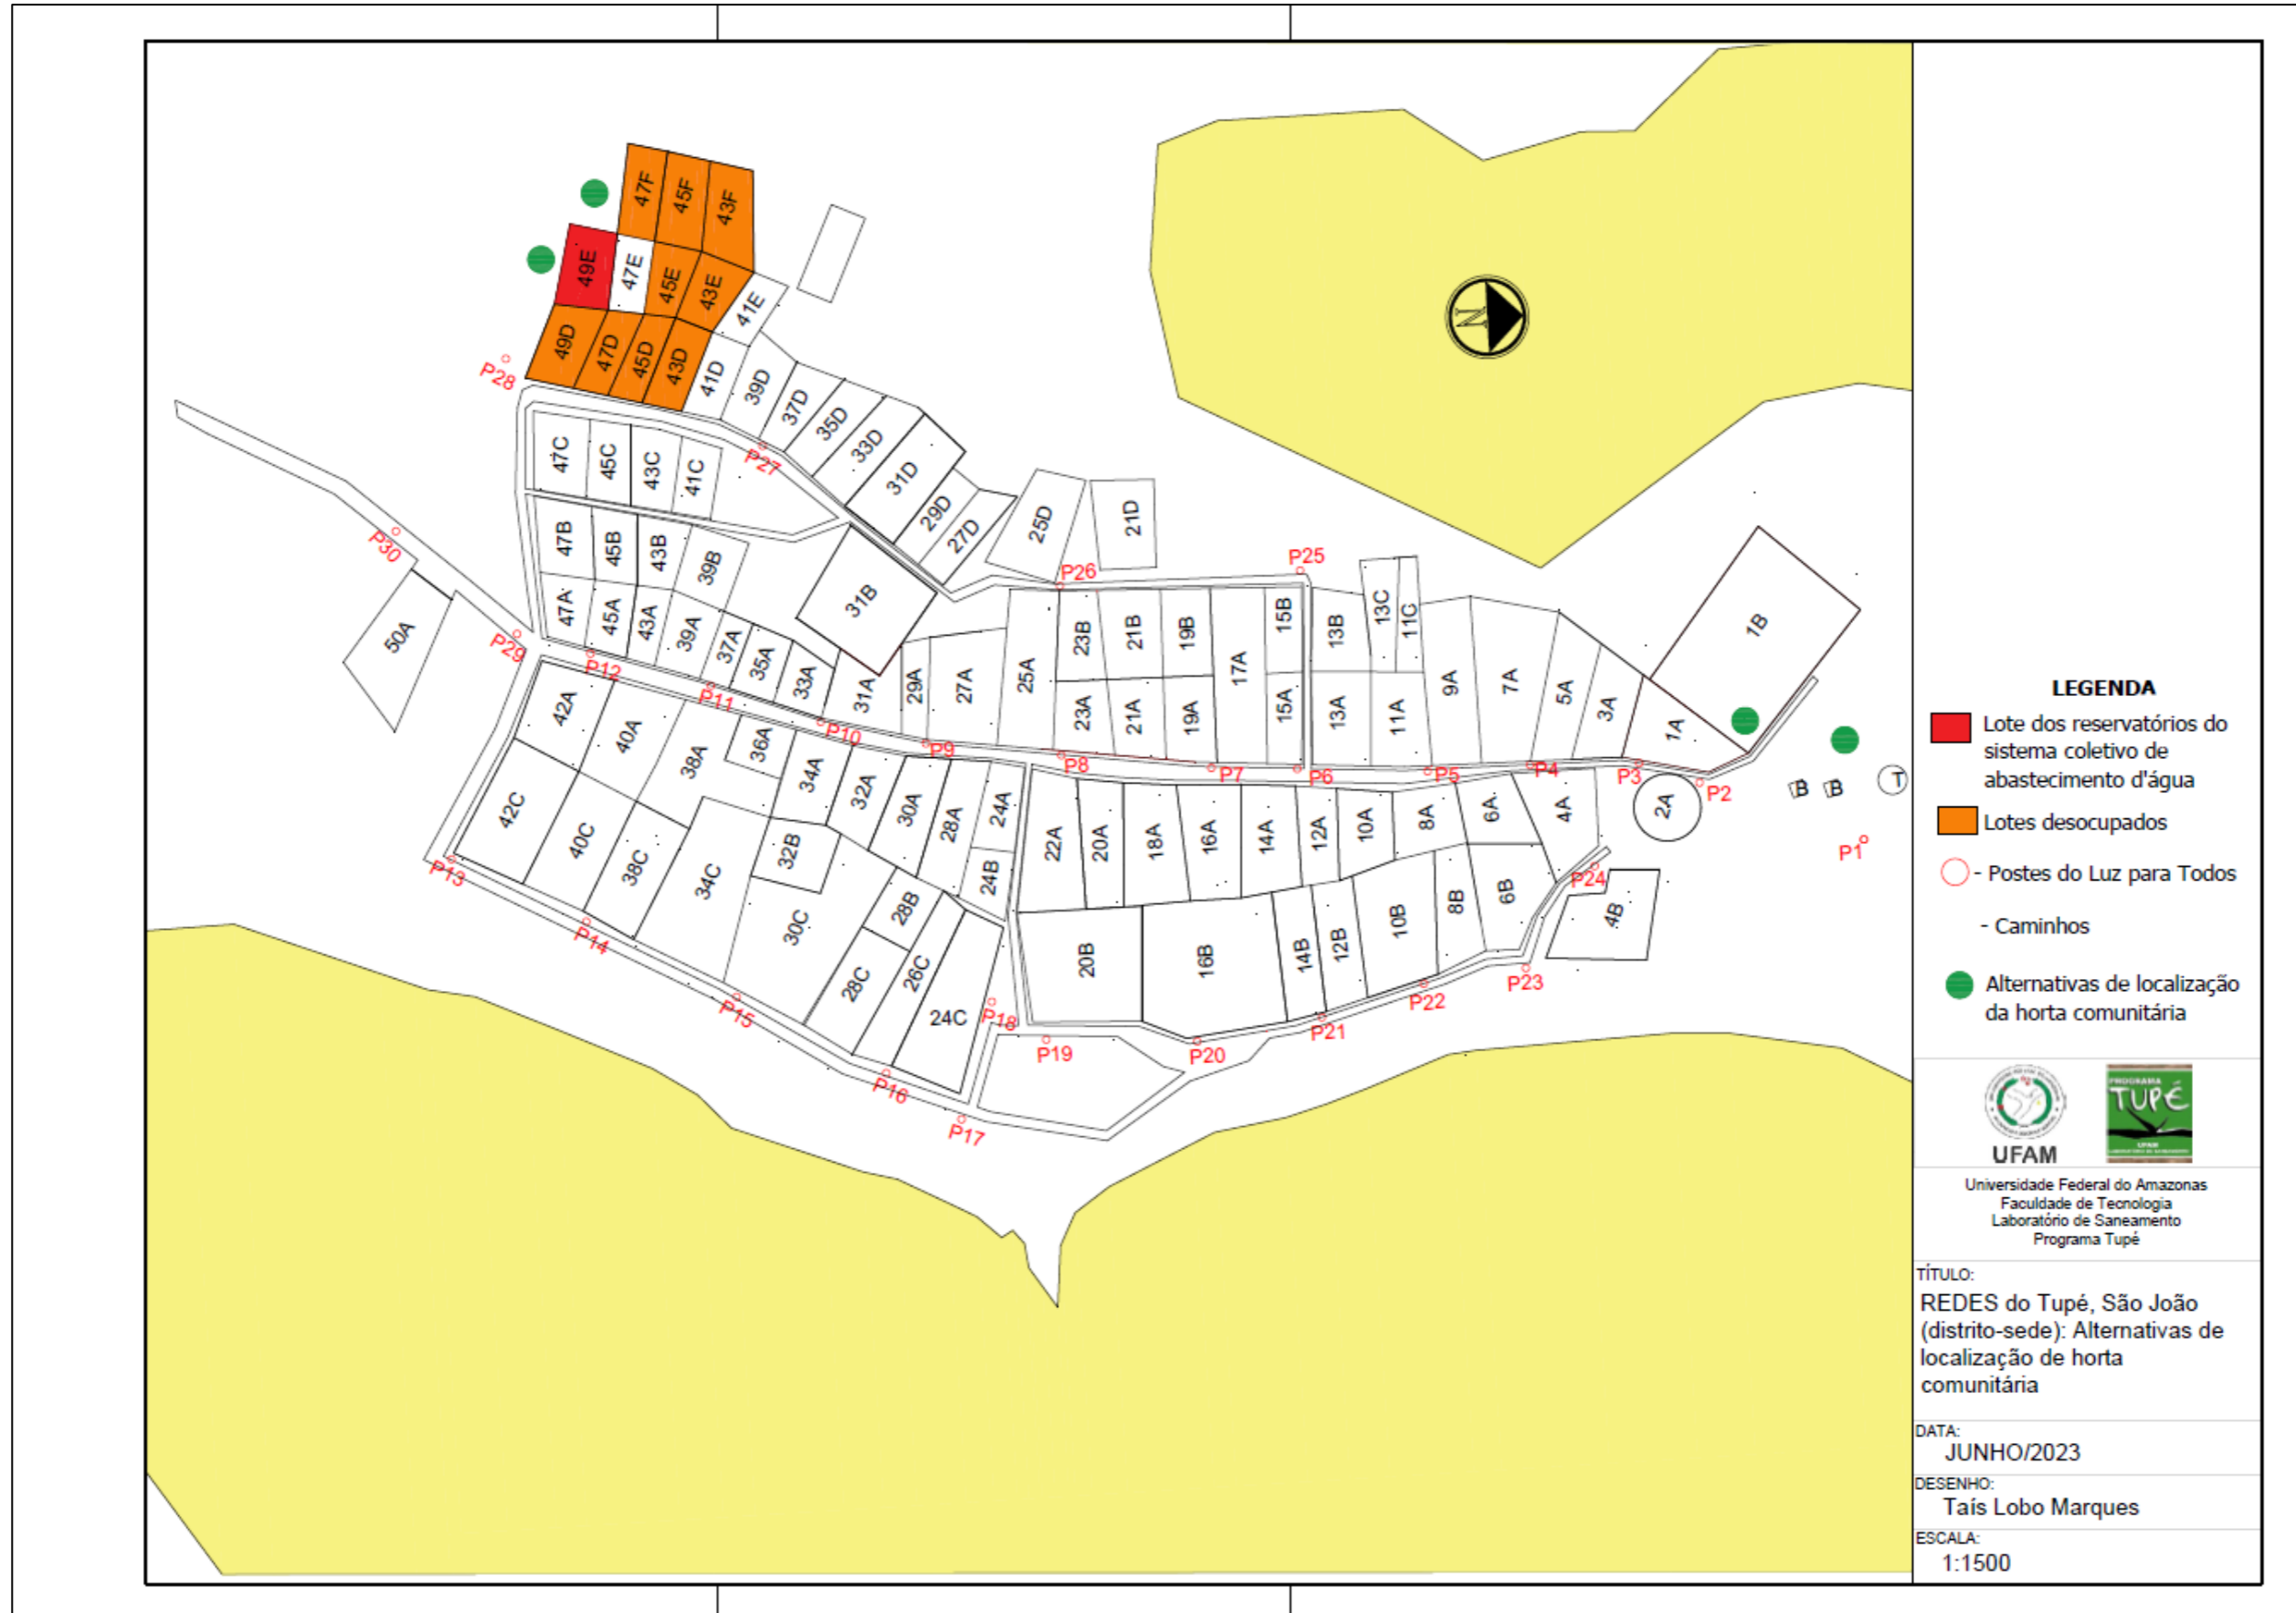 47F
45F
43F
49E
47E
45E
43E
41E
49D
47D
45D
43D
41D
39D
37D
35D
33D
31D
29D
27D
25D
21D
P28
P27
P26
P25
N
47C
45C
43C
41C
P30
50A
P29
47B
45B
43B
39B
31B
23B
21B
19B
15B
13B
13C
11C
1B
47A
45A
43A
39A
37A
35A
33A
31A
29A
27A
25A
23A
21A
19A
17A
15A
13A
11A
9A
7A
5A
3A
1A
P12
P11
P10
P9
P8
P7
P6
P5
P4
P3
P2
B
B
T
P1
42A
40A
38A
36A
34A
32A
30A
28A
24A
22A
20A
18A
16A
14A
12A
10A
8A
6A
4A
2A
42C
40C
38C
34C
32B
30C
28B
24B
28C
26C
24C
20B
16B
14B
12B
10B
8B
6B
4B
P24
P13
P14
P15
P16
P17
P18
P19
P20
P21
P22
P23
LEGENDA
Lote dos reservatórios do
sistema coletivo de
abastecimento d'água
Lotes desocupados
- Postes do Luz para Todos
- Caminhos
Alternativas de localização
da horta comunitária
UFAM
PROGRAMA
TUPÉ
UFAM
Universidade Federal do Amazonas
Faculdade de Tecnologia
Laboratório de Saneamento
Programa Tupé
TÍTULO:
REDES do Tupé, São João
(distrito-sede): Alternativas de
localização de horta
comunitária
DATA:
JUNHO/2023
DESENHO:
Taís Lobo Marques
ESCALA:
1:1500